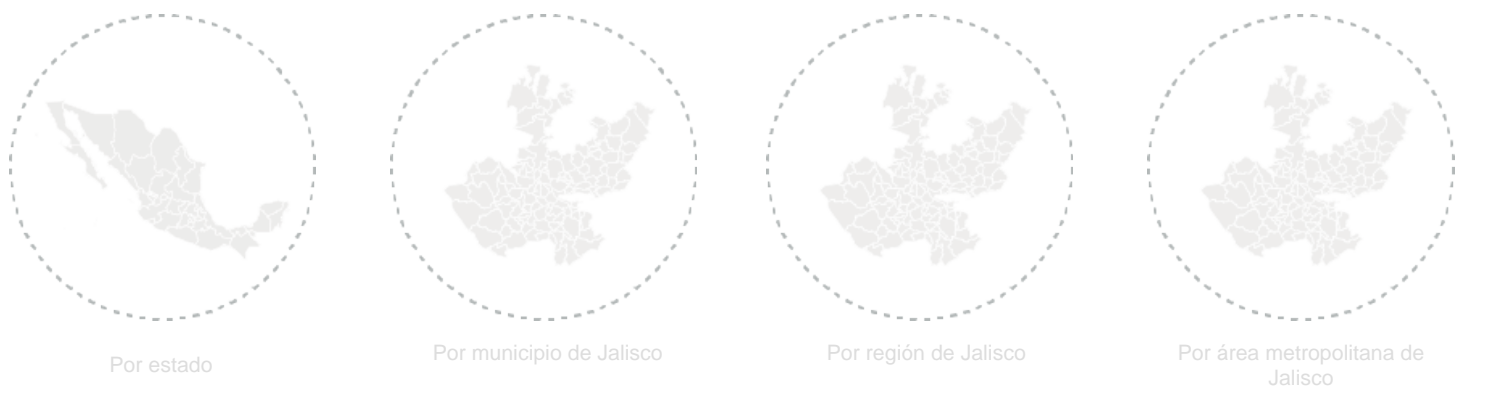 Por estado
Por municipio de Jalisco
Por región de Jalisco
Por área metropolitana de
Jalisco